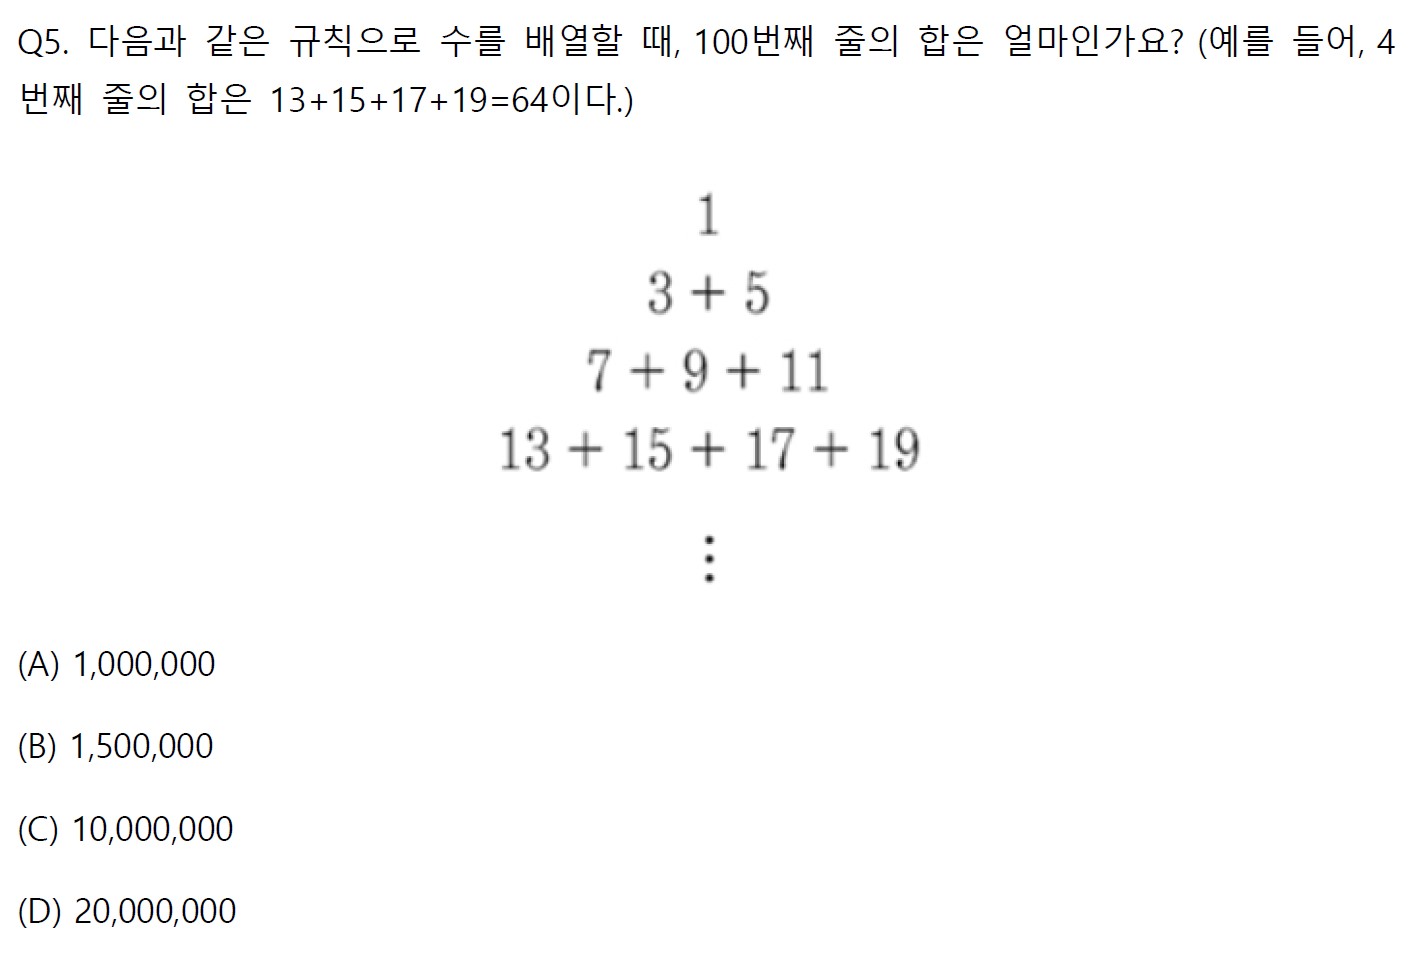 Q5. 다음과 같은 규칙으로 수를 배열할 때, 100번째 줄의 합은 얼마인가요? (예를 들어, 4
번째 줄의 합은 13+15+17+19=64이다.)
1
3 + 5
7 + 9 + 11
13 + 15 + 17 + 19
⋮
(A) 1,000,000
(B) 1,500,000
(C) 10,000,000
(D) 20,000,000